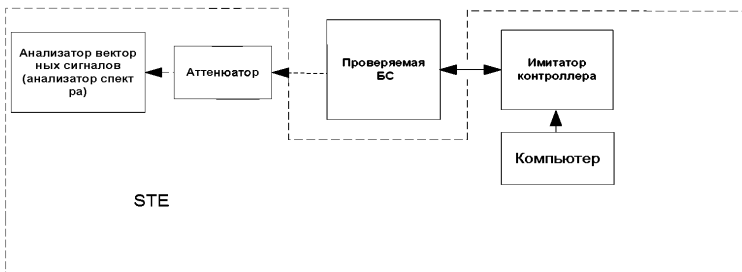 Анализатор вектор
ных сигналов
(анализатор спект
ра)
Аттенюатор
Проверяемая
БС
Имитатор
контроллера
Компьютер
STE